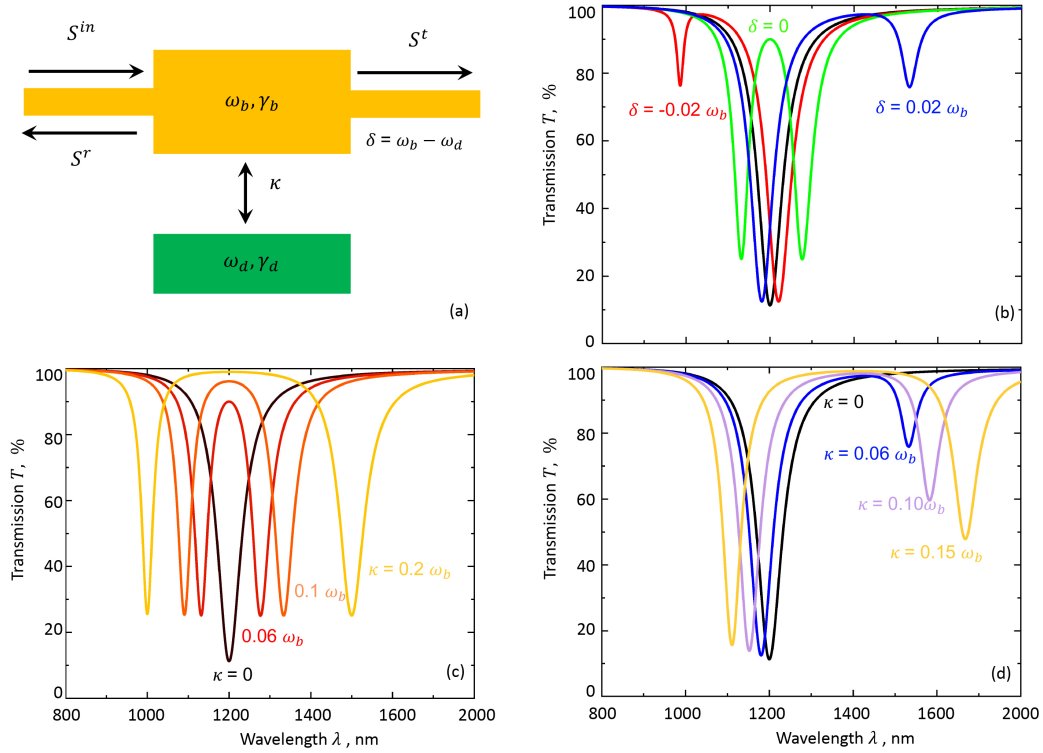 S^in
S^t
ω_b, γ_b
δ = ω_b − ω_d
S^r
κ
ω_d, γ_d
(a)
Transmission T, %
100
80
60
40
20
0
δ = 0
δ = -0.02 ω_b
δ = 0.02 ω_b
(b)
Transmission T, %
100
80
60
40
20
0
κ = 0.2 ω_b
0.1 ω_b
0.06 ω_b
κ = 0
(c)
800 1000 1200 1400 1600 1800 2000
Wavelength λ , nm
Transmission T, %
100
80
60
40
20
0
κ = 0
κ = 0.06 ω_b
κ = 0.10ω_b
κ = 0.15 ω_b
(d)
800 1000 1200 1400 1600 1800 2000
Wavelength λ , nm